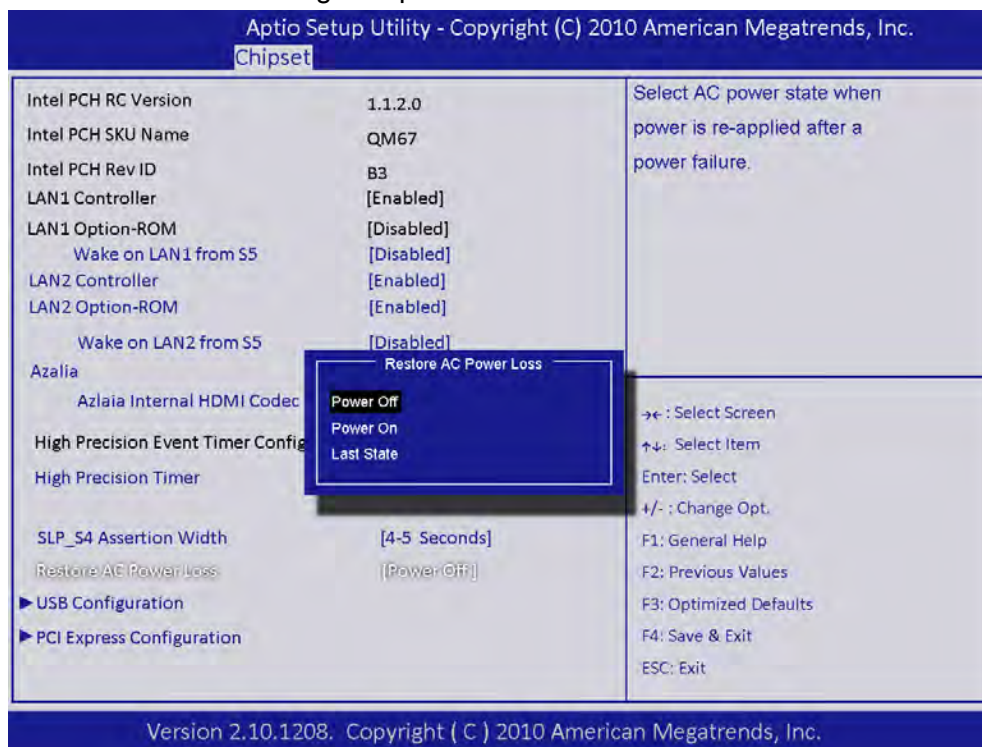 Aptio Setup Utility - Copyright (C) 2010 American Megatrends, Inc.
Chipset
Intel PCH RC Version 1.1.2.0
Intel PCH SKU Name QM67
Intel PCH Rev ID B3
LAN1 Controller [Enabled]
LAN1 Option-ROM [Disabled]
Wake on LAN1 from S5 [Disabled]
LAN2 Controller [Enabled]
LAN2 Option-ROM [Enabled]
Wake on LAN2 from S5 [Disabled]
Azalia
Azlaia Internal HDMI Codec
High Precision Event Timer Config
High Precision Timer
SLP_S4 Assertion Width [4-5 Seconds]
Restore AC Power Loss [Power Off]
►USB Configuration
►PCI Express Configuration
Restore AC Power Loss
Power Off
Power On
Last State
Select AC power state when
power is re-applied after a
power failure.
→←: Select Screen
↑↓: Select Item
Enter: Select
+/- : Change Opt.
F1: General Help
F2: Previous Values
F3: Optimized Defaults
F4: Save & Exit
ESC: Exit
Version 2.10.1208. Copyright ( C ) 2010 American Megatrends, Inc.